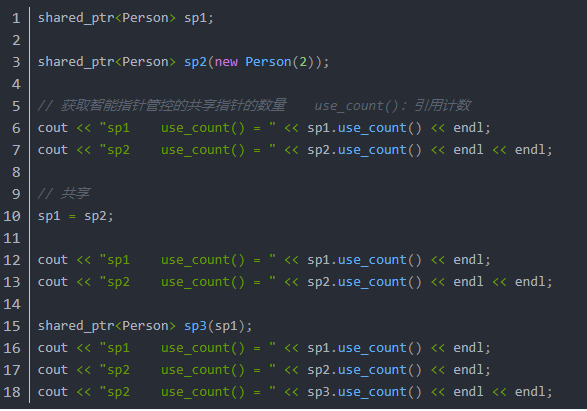 1 shared_ptr<Person> sp1;
2
3 shared_ptr<Person> sp2(new Person(2));
4
5 // 获取智能指针管控的共享指针的数量    use_count()：引用计数
6 cout << "sp1    use_count() = " << sp1.use_count() << endl;
7 cout << "sp2    use_count() = " << sp2.use_count() << endl << endl;
8
9 // 共享
10 sp1 = sp2;
11
12 cout << "sp1    use_count() = " << sp1.use_count() << endl;
13 cout << "sp2    use_count() = " << sp2.use_count() << endl << endl;
14
15 shared_ptr<Person> sp3(sp1);
16 cout << "sp1    use_count() = " << sp1.use_count() << endl;
17 cout << "sp2    use_count() = " << sp2.use_count() << endl;
18 cout << "sp2    use_count() = " << sp3.use_count() << endl << endl;